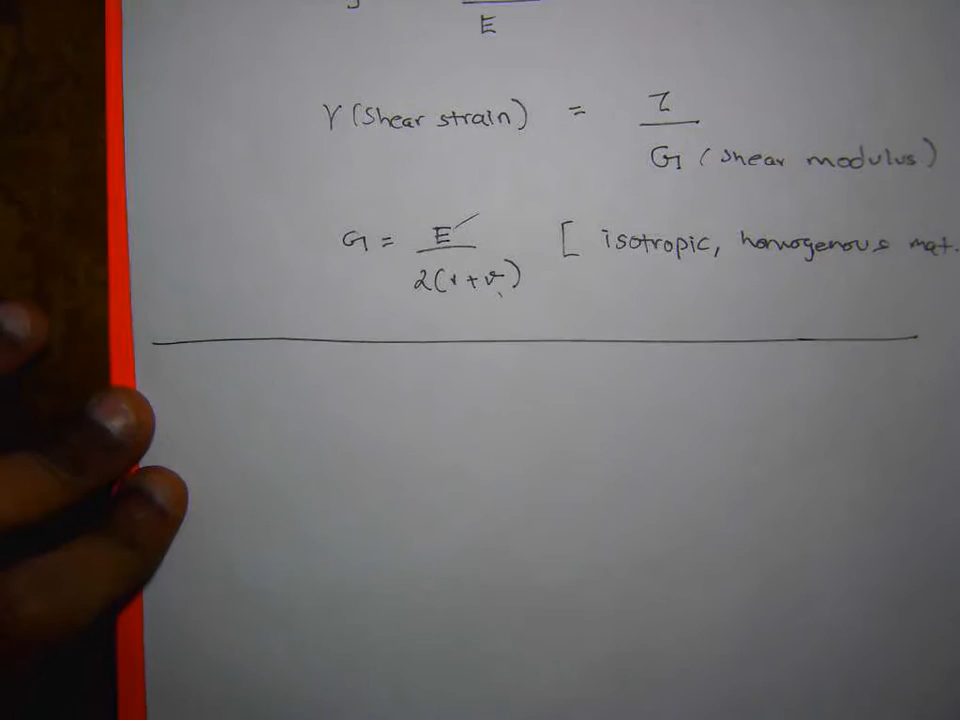 E
γ (Shear strain) = τ
G (shear modulus)
G = E [ isotropic, homogenous mat.
2(1+ν)